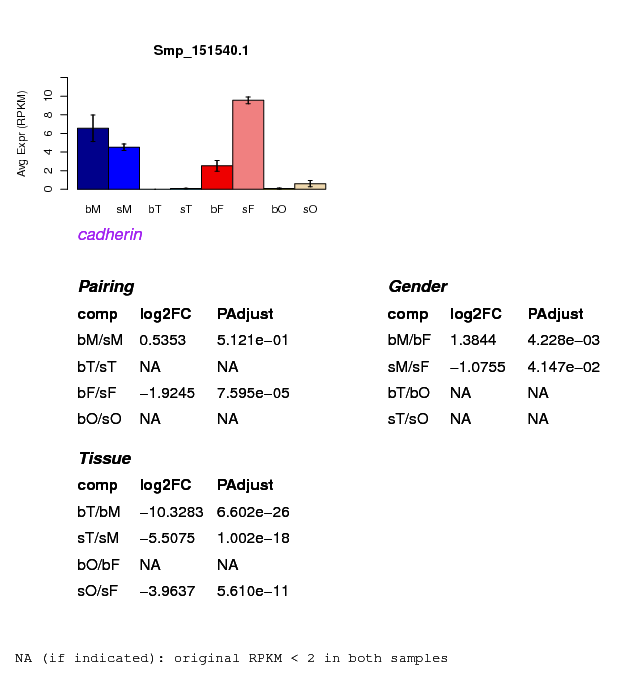 Smp_151540.1
Avg Expr (RPKM)
0 2 4 6 8 10
bM sM bT sT bF sF bO sO
cadherin
Pairing
comp log2FC PAdjust
bM/sM 0.5353 5.121e−01
bT/sT NA NA
bF/sF −1.9245 7.595e−05
bO/sO NA NA
Gender
comp log2FC PAdjust
bM/bF 1.3844 4.228e−03
sM/sF −1.0755 4.147e−02
bT/bO NA NA
sT/sO NA NA
Tissue
comp log2FC PAdjust
bT/bM −10.3283 6.602e−26
sT/sM −5.5075 1.002e−18
bO/bF NA NA
sO/sF −3.9637 5.610e−11
NA (if indicated): original RPKM < 2 in both samples